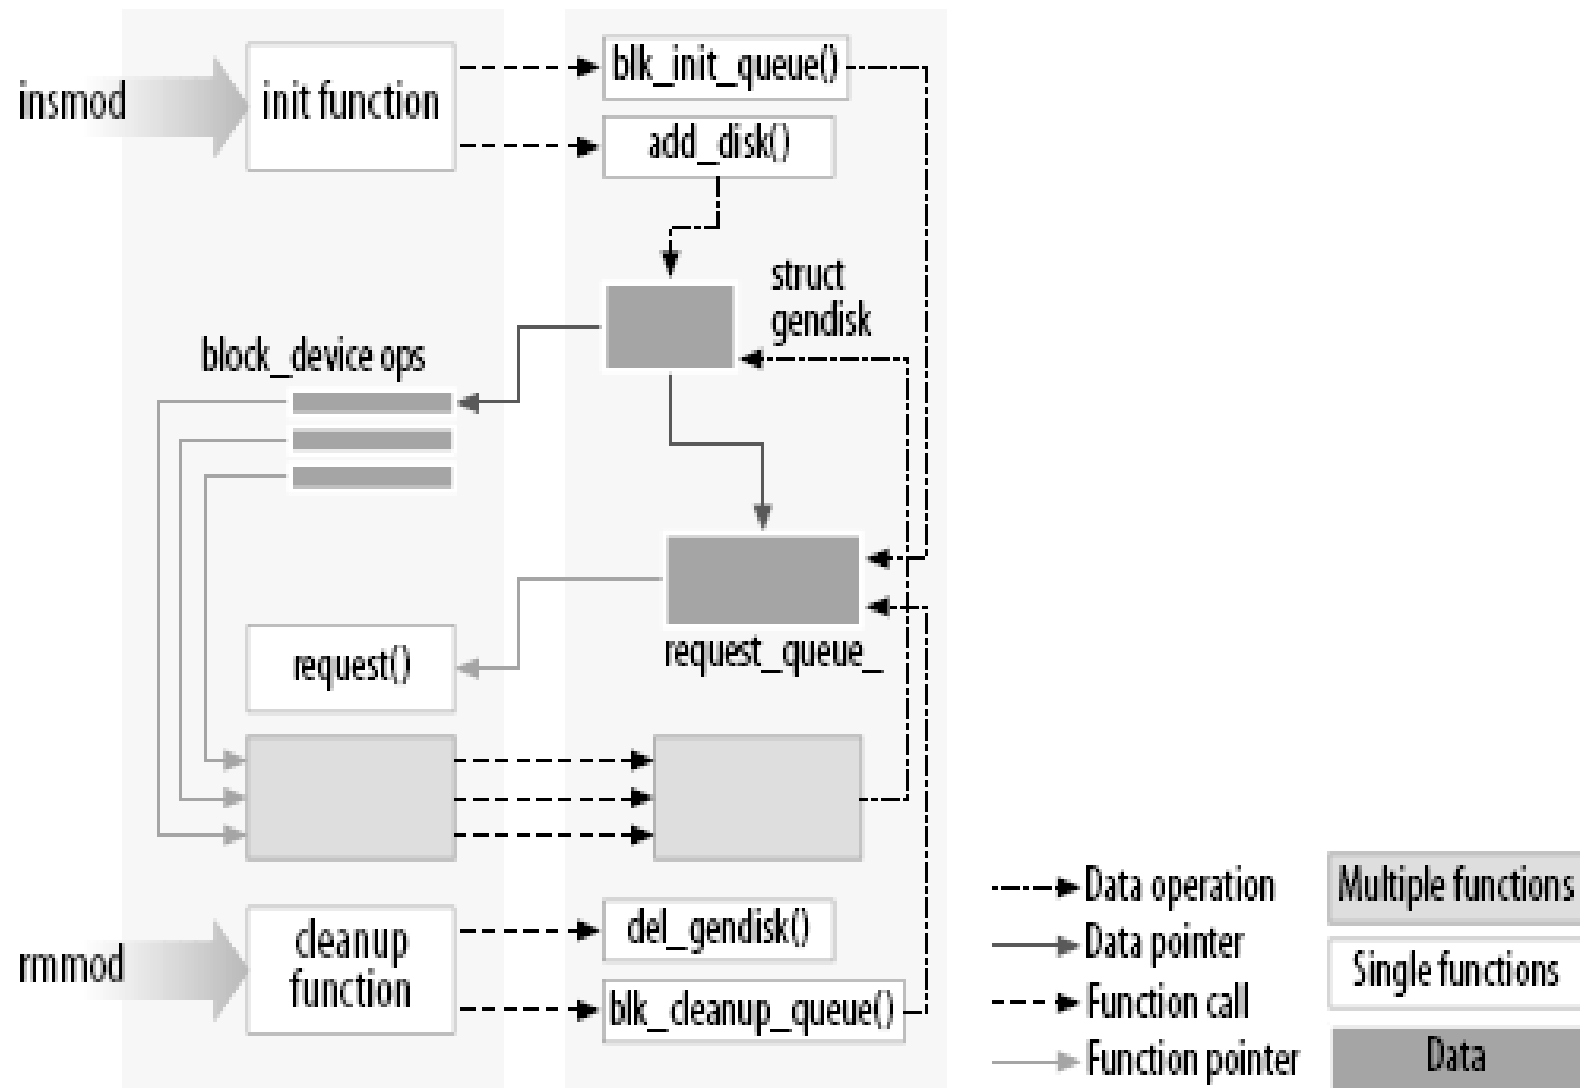 insmod
init function
blk_init_queue()
add_disk()
struct
gendisk
block_device ops
request_queue_
request()
rmmod
cleanup
function
del_gendisk()
blk_cleanup_queue()
Data operation
Data pointer
Function call
Function pointer
Multiple functions
Single functions
Data